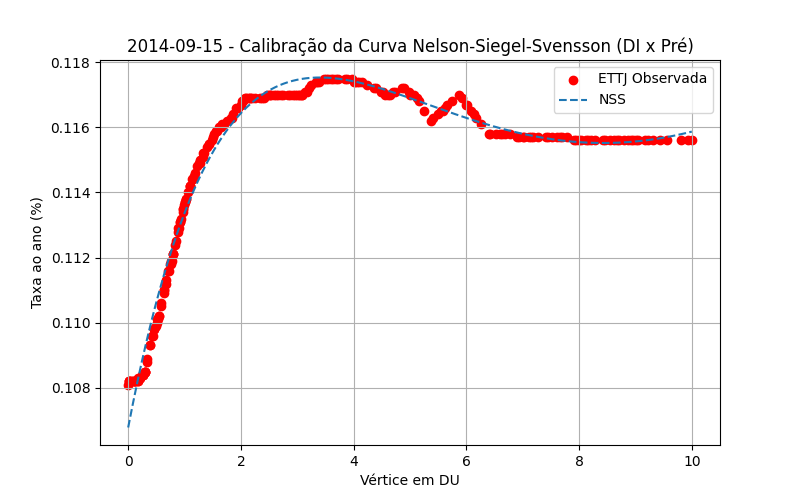 2014-09-15 - Calibração da Curva Nelson-Siegel-Svensson (DI x Pré)
ETTJ Observada
NSS
Taxa ao ano (%)
0.118
0.116
0.114
0.112
0.110
0.108
0
2
4
6
8
10
Vértice em DU